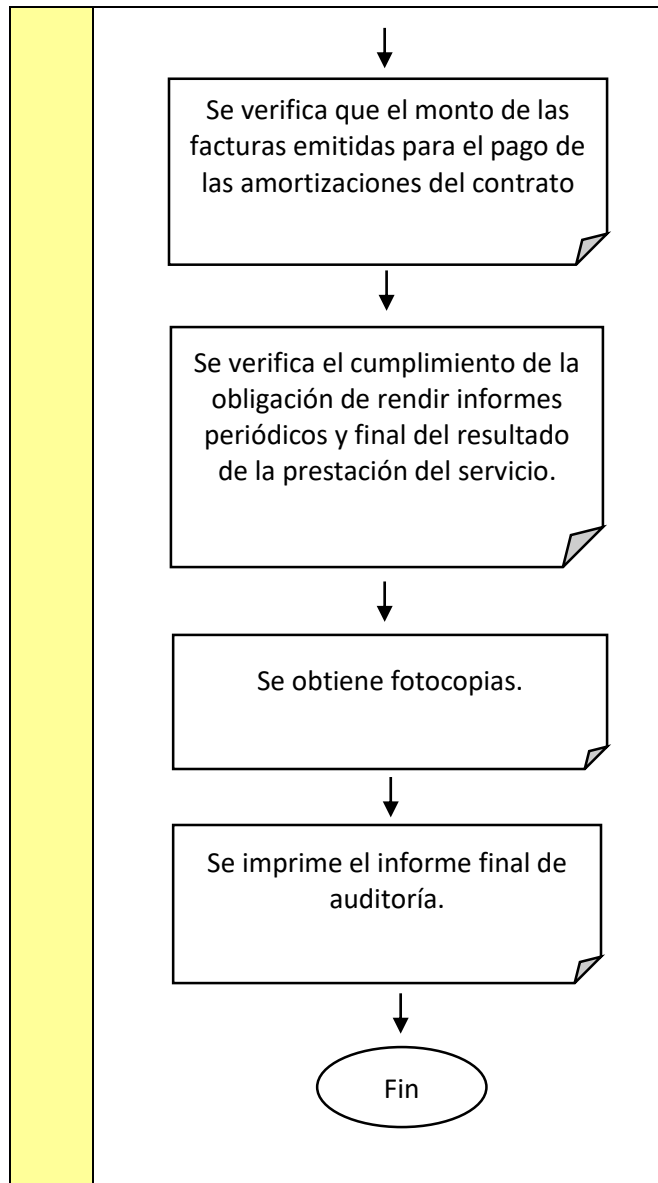 Se verifica que el monto de las
facturas emitidas para el pago de
las amortizaciones del contrato
Se verifica el cumplimiento de la
obligación de rendir informes
periódicos y final del resultado
de la prestación del servicio.
Se obtiene fotocopias.
Se imprime el informe final de
auditoría.
Fin